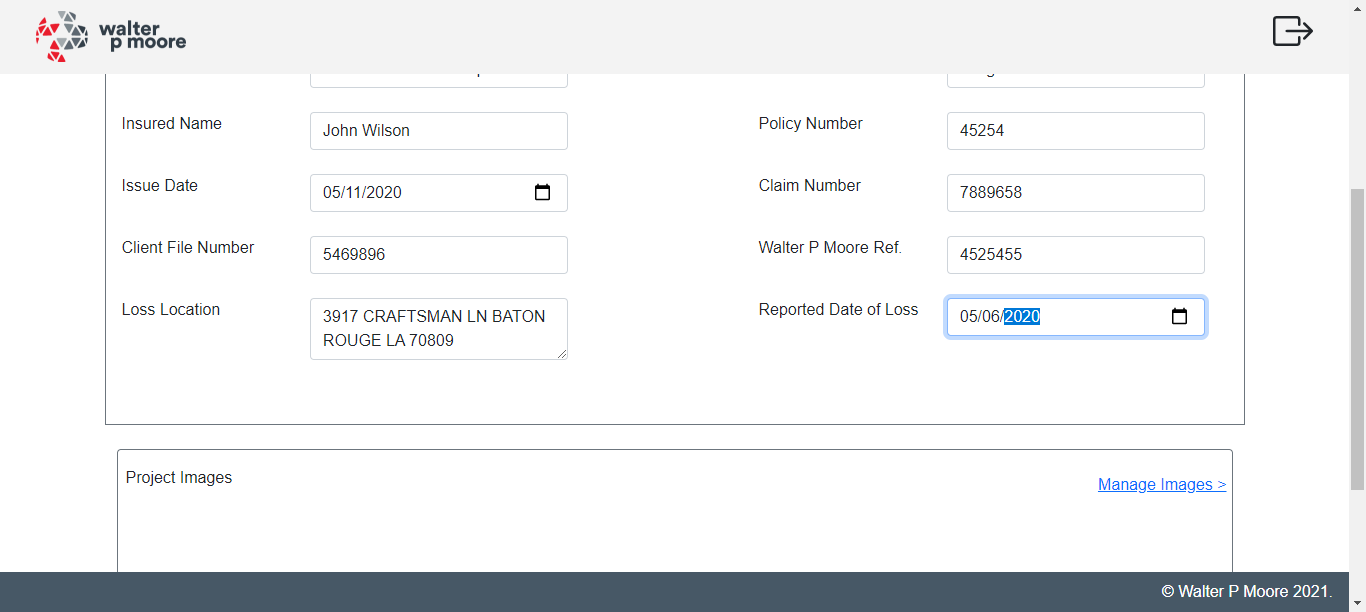 walter
p moore
Insured Name
John Wilson
Policy Number
45254
Issue Date
05/11/2020
Claim Number
7889658
Client File Number
5469896
Walter P Moore Ref.
4525455
Loss Location
3917 CRAFTSMAN LN BATON
ROUGE LA 70809
Reported Date of Loss
05/06/2020
Project Images
Manage Images >
© Walter P Moore 2021.